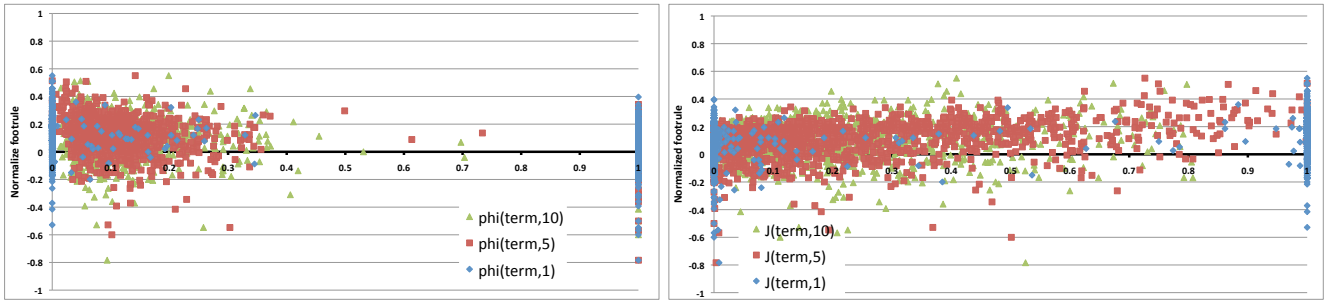 Normalize footrule
1
0.8
0.6
0.4
0.2
0
-0.2
-0.4
-0.6
-0.8
-1
0 0.1 0.2 0.3 0.4 0.5 0.6 0.7 0.8 0.9 1
phi(term,10)
phi(term,5)
phi(term,1)
Normalized footrule
1
0.8
0.6
0.4
0.2
0
-0.2
-0.4
-0.6
-0.8
-1
0 0.1 0.2 0.3 0.4 0.5 0.6 0.7 0.8 0.9 1
J(term,10)
J(term,5)
J(term,1)